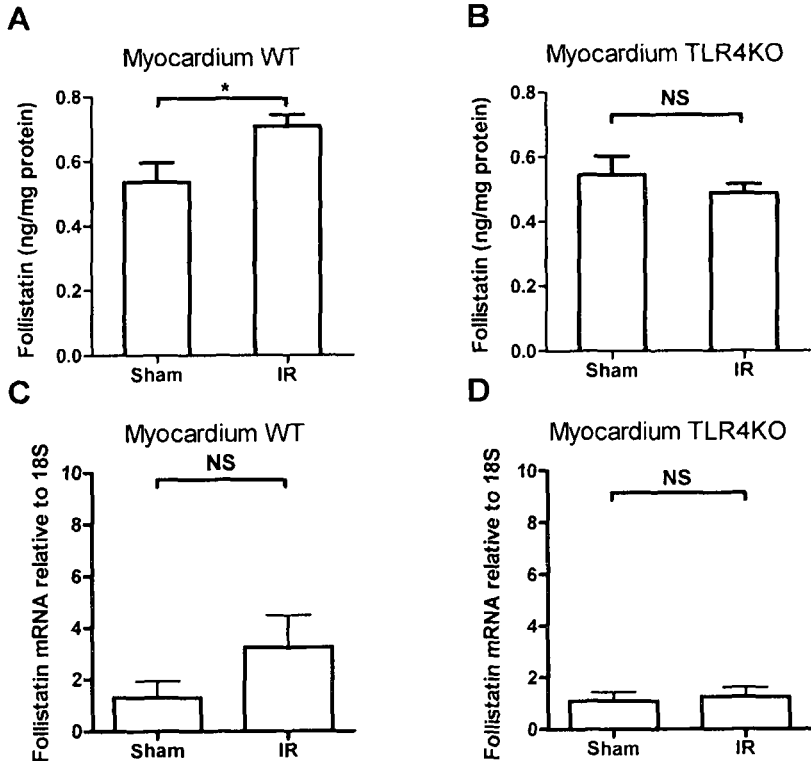 A
Myocardium WT
*
Follistatin (ng/mg protein)
0.8
0.6
0.4
0.2
0.0
Sham IR
B
Myocardium TLR4KO
NS
Follistatin (ng/mg protein)
0.8
0.6
0.4
0.2
0.0
Sham IR
C
Myocardium WT
NS
Follistatin mRNA relative to 18S
10
8
6
4
2
0
Sham IR
D
Myocardium TLR4KO
NS
Follistatin mRNA relative to 18S
10
8
6
4
2
0
Sham IR